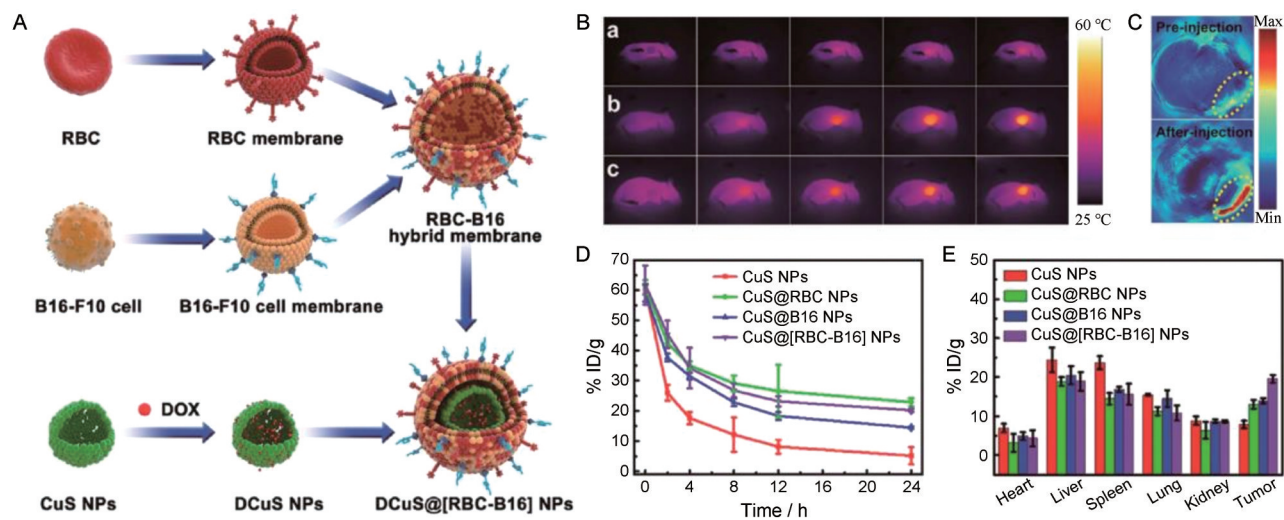 A
RBC
RBC membrane
B16-F10 cell
B16-F10 cell membrane
RBC-B16
hybrid membrane
DOX
CuS NPs
DCuS NPs
DCuS@[RBC-B16] NPs
B
a
b
c
60 ℃
25 ℃
C
Pre-injection
After-injection
Max
Min
D
% ID/g
70
60
50
40
30
20
10
0
0
4
8
12
16
20
24
Time / h
CuS NPs
CuS@RBC NPs
CuS@B16 NPs
CuS@[RBC-B16] NPs
E
% ID/g
50
40
30
20
10
0
CuS NPs
CuS@RBC NPs
CuS@B16 NPs
CuS@[RBC-B16] NPs
Heart
Liver
Spleen
Lung
Kidney
Tumor